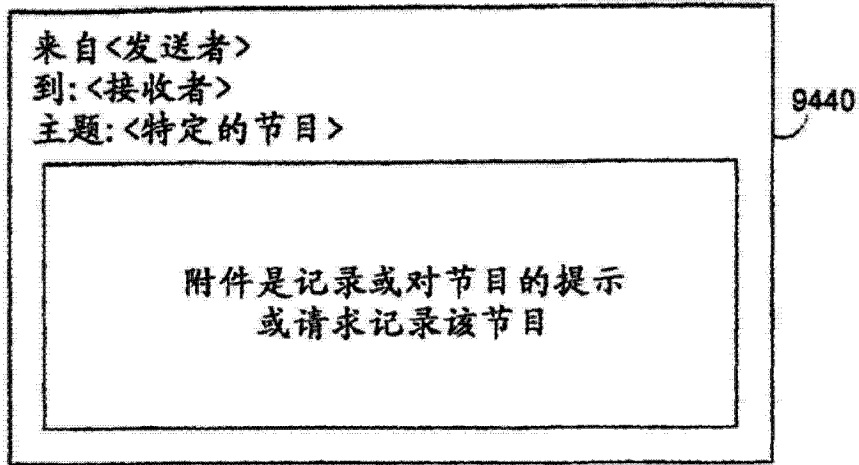 来自<发送者>
到:<接收者>
主题:<特定的节目>
9440
附件是记录或对节目的提示
或请求记录该节目